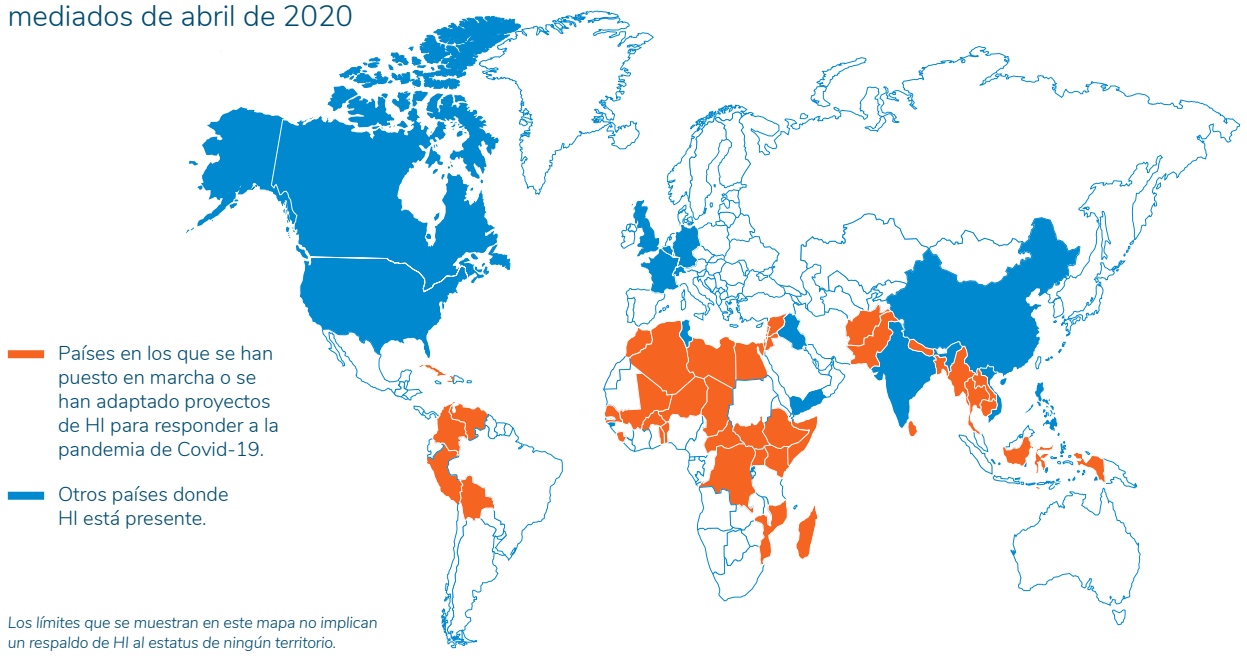 mediados de abril de 2020
Países en los que se han
puesto en marcha o se
han adaptado proyectos
de HI para responder a la
pandemia de Covid-19.
Otros países donde
HI está presente.
Los límites que se muestran en este mapa no implican
un respaldo de HI al estatus de ningún territorio.